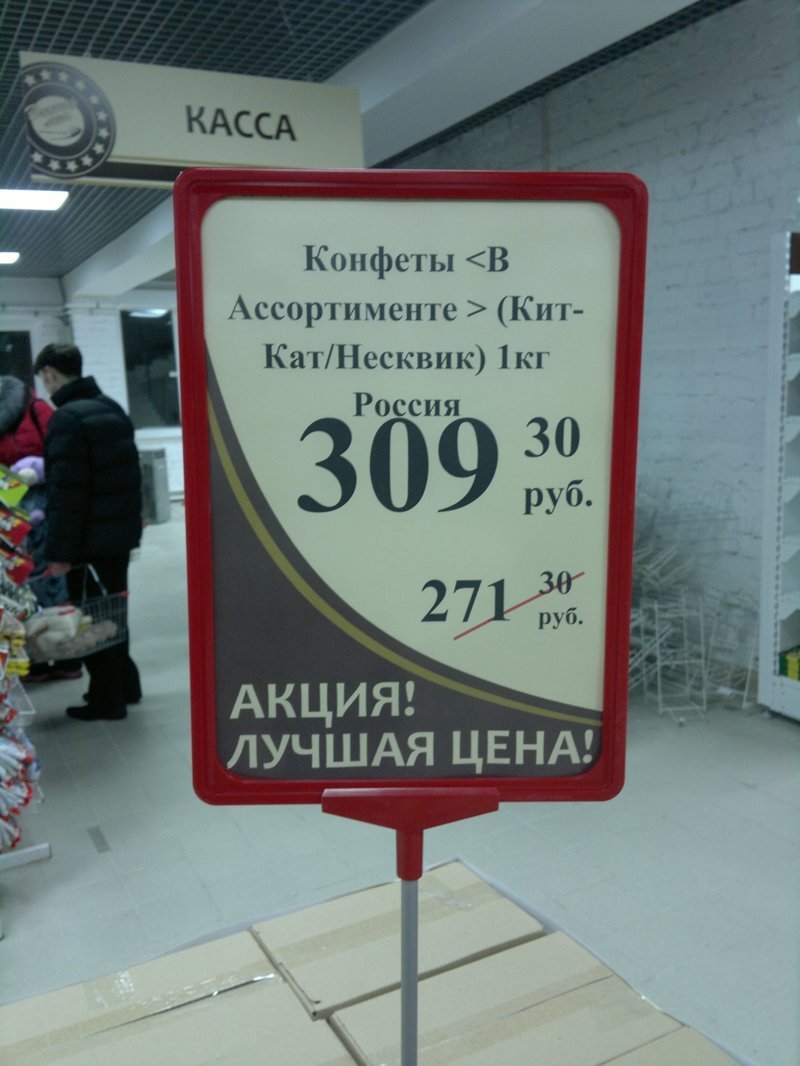 КАССА
Конфеты <В
Ассортименте > (Кит-
Кат/Несквик) 1кг
Россия
309 30
руб.
271 30
руб.
АКЦИЯ!
ЛУЧШАЯ ЦЕНА!